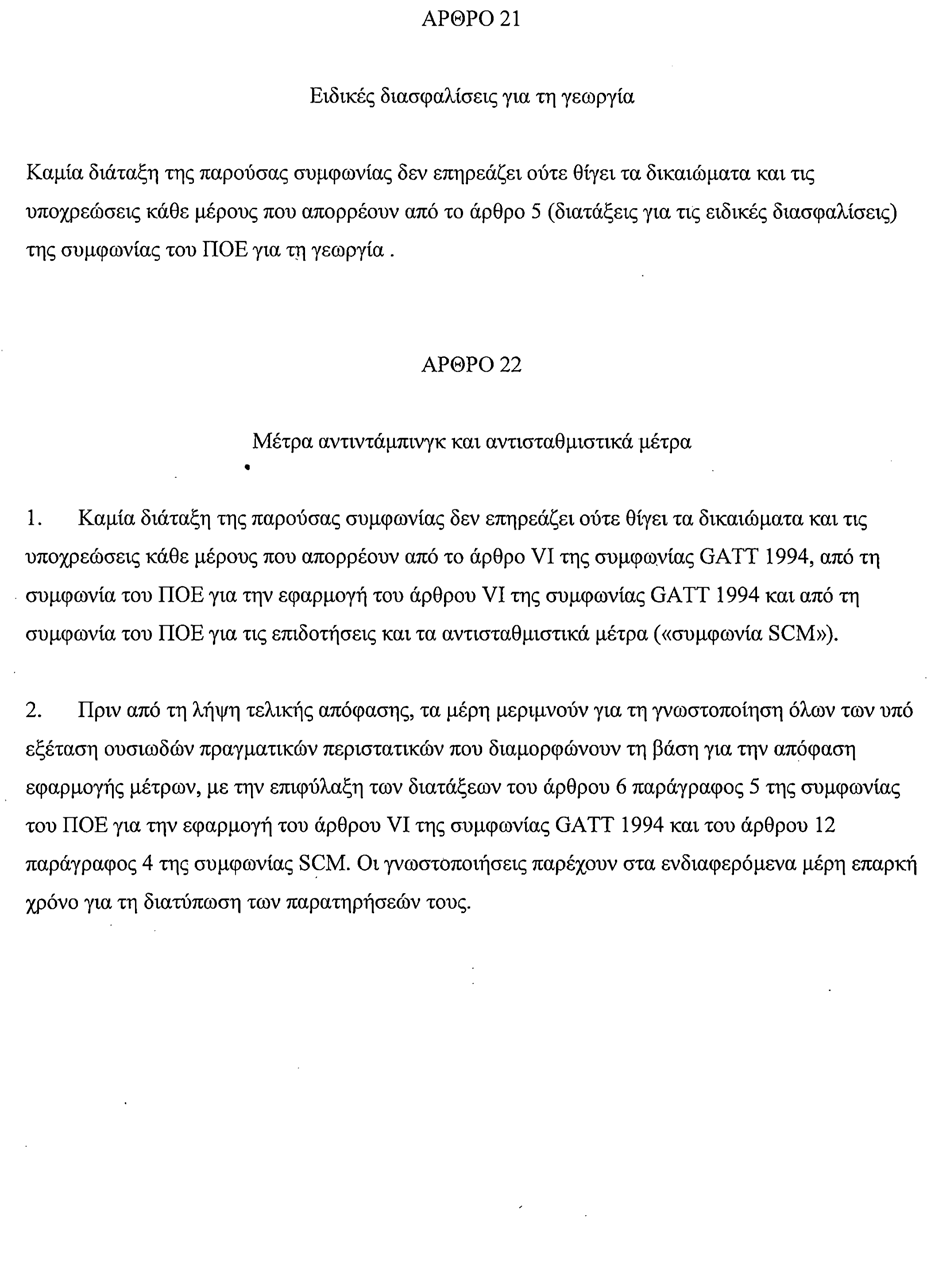 ΑΡΘΡΟ 21
Ειδικές διασφαλίσεις για τη γεωργία
Καμία διάταξη της παρούσας συμφωνίας δεν επηρεάζει ούτε θίγει τα δικαιώματα και τις
υποχρεώσεις κάθε μέρους που απορρέουν από το άρθρο 5 (διατάξεις για τις ειδικές διασφαλίσεις)
της συμφωνίας του ΠΟΕ για τη γεωργία .
ΑΡΘΡΟ 22
Μέτρα αντιντάμπινγκ και αντισταθμιστικά μέτρα
1. Καμία διάταξη της παρούσας συμφωνίας δεν επηρεάζει ούτε θίγει τα δικαιώματα και τις
υποχρεώσεις κάθε μέρους που απορρέουν από το άρθρο VI της συμφωνίας GATT 1994, από τη
συμφωνία του ΠΟΕ για την εφαρμογή του άρθρου VI της συμφωνίας GATT 1994 και από τη
συμφωνία του ΠΟΕ για τις επιδοτήσεις και τα αντισταθμιστικά μέτρα («συμφωνία SCM»).
2. Πριν από τη λήψη τελικής απόφασης, τα μέρη μεριμνούν για τη γνωστοποίηση όλων των υπό
εξέταση ουσιωδών πραγματικών περιστατικών που διαμορφώνουν τη βάση για την απόφαση
εφαρμογής μέτρων, με την επιφύλαξη των διατάξεων του άρθρου 6 παράγραφος 5 της συμφωνίας
του ΠΟΕ για την εφαρμογή του άρθρου VI της συμφωνίας GATT 1994 και του άρθρου 12
παράγραφος 4 της συμφωνίας SCM. Οι γνωστοποιήσεις παρέχουν στα ενδιαφερόμενα μέρη επαρκή
χρόνο για τη διατύπωση των παρατηρήσεών τους.